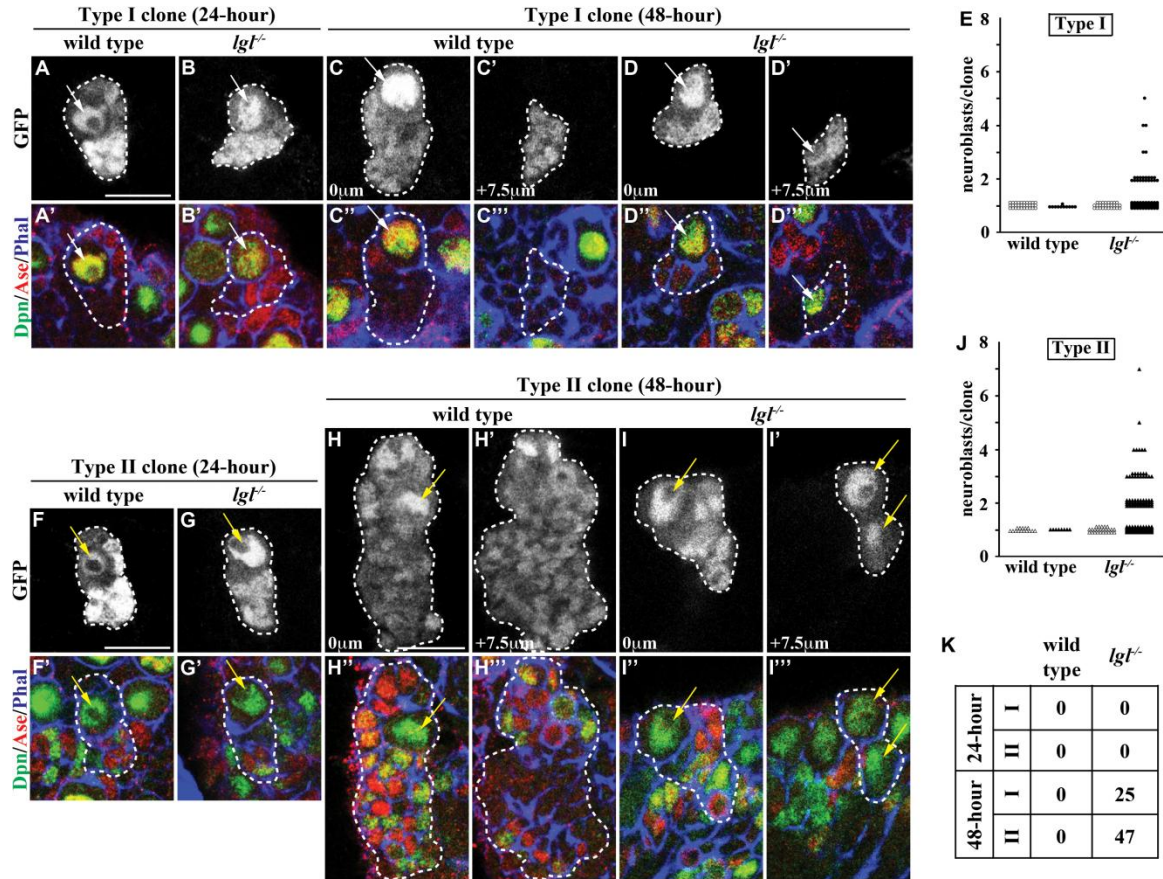 Type I clone (24-hour)
Type I clone (48-hour)
wild type
lgl-/-
wild type
lgl-/-
GFP
A
B
C
C'
D
D'
0μm
+7.5μm
0μm
+7.5μm
Dpn/Ase/Phal
A'
B'
C''
C'''
D''
D'''
E
Type I
neuroblasts/clone
8
6
4
2
0
wild type
lgl-/-
Type II clone (48-hour)
wild type
lgl-/-
Type II clone (24-hour)
wild type
lgl-/-
GFP
F
G
H
H'
I
I'
0μm
+7.5μm
0μm
+7.5μm
Dpn/Ase/Phal
F'
G'
H''
H'''
I''
I'''
J
Type II
neuroblasts/clone
8
6
4
2
0
wild type
lgl-/-
K
wild type
lgl-/-
24-hour
I 0 0
II 0 0
48-hour
I 0 25
II 0 47